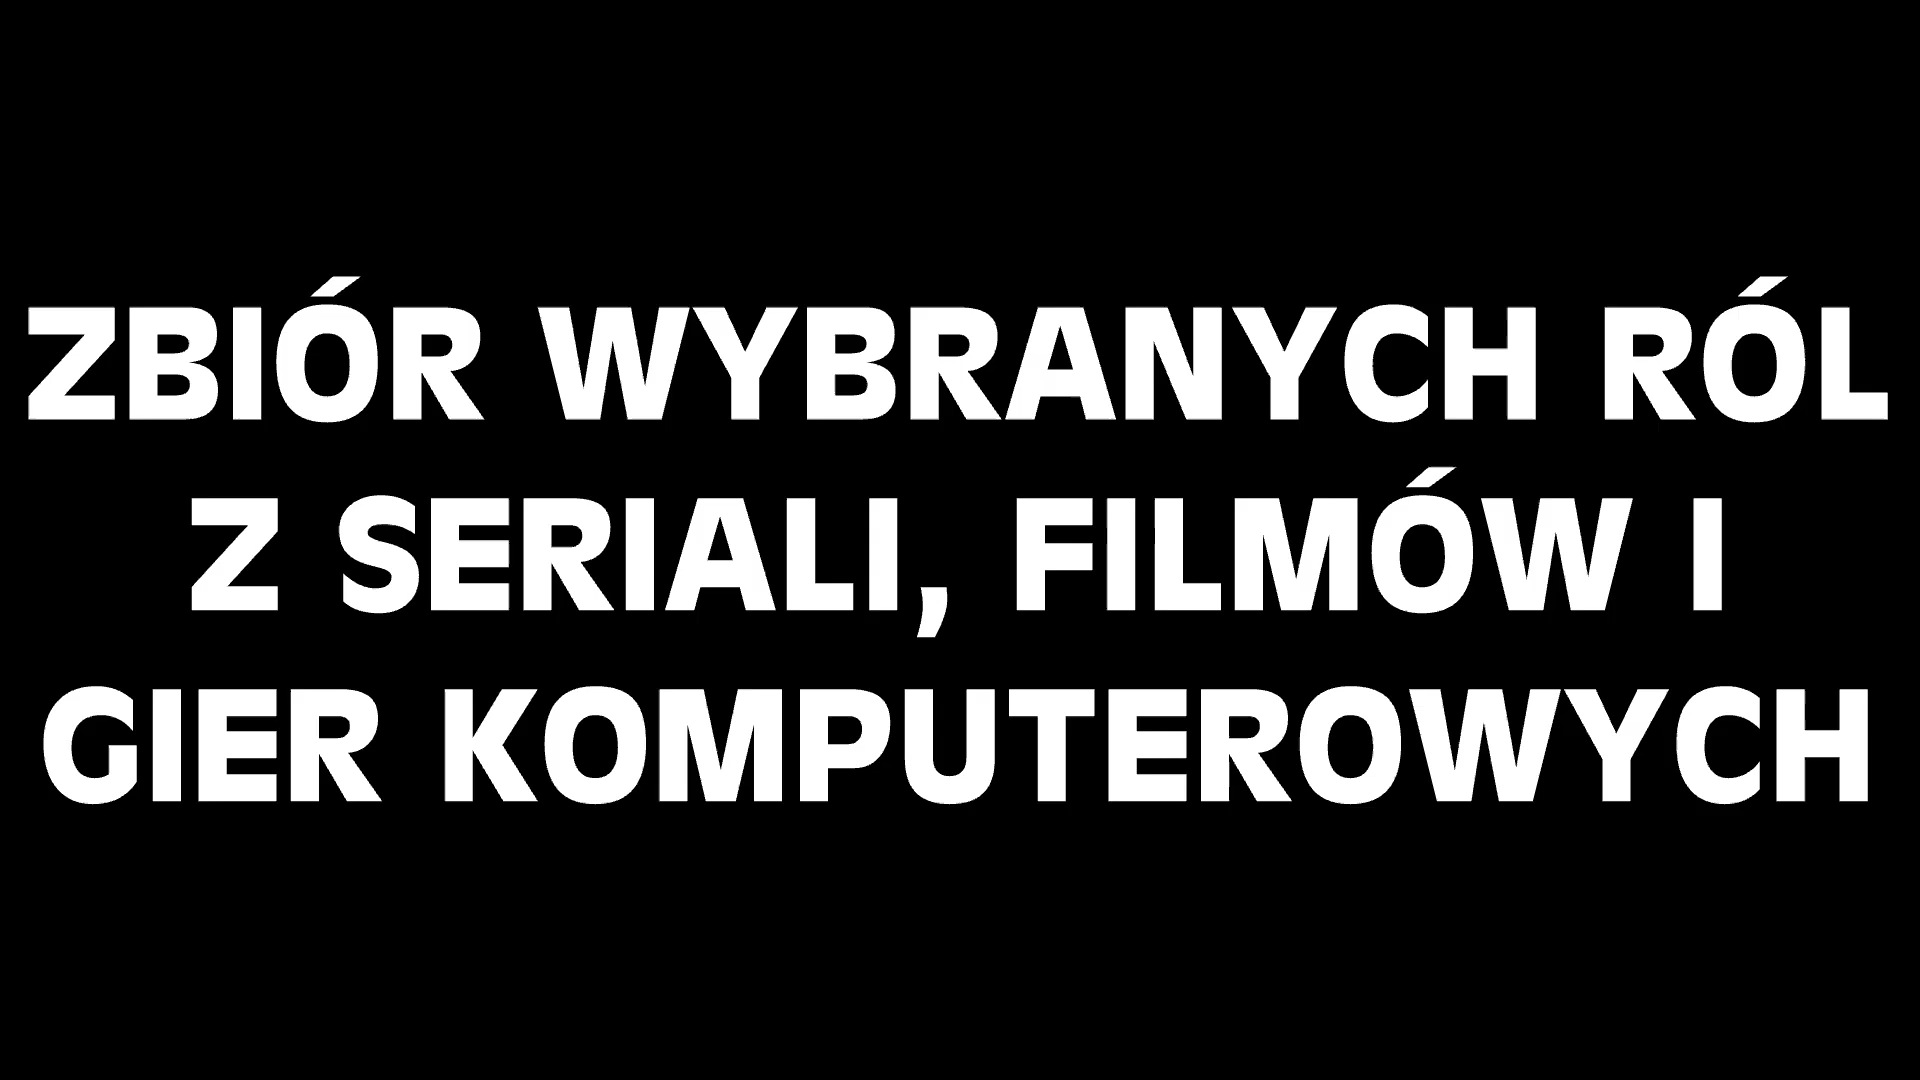 ZBIÓR WYBRANYCH RÓL
Z SERIALI, FILMÓW I
GIER KOMPUTEROWYCH